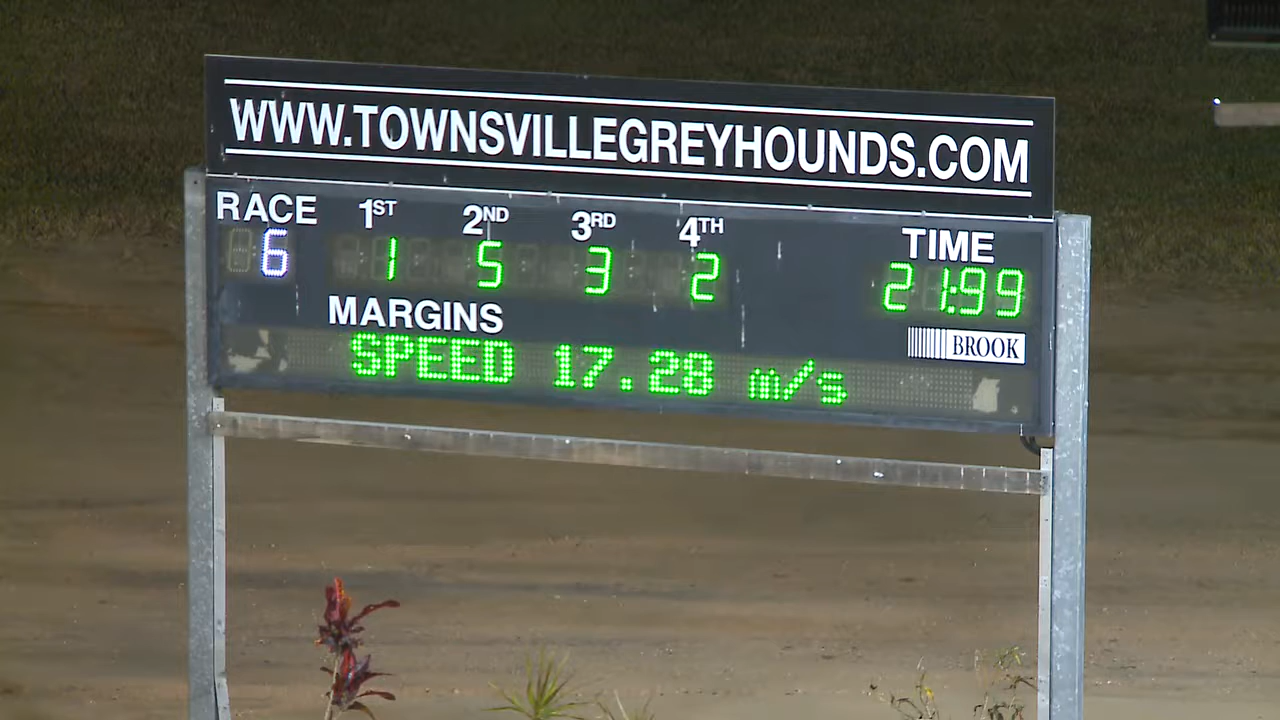 WWW.TOWNSVILLEGREYHOUNDS.COM
RACE 1ST 2ND 3RD 4TH TIME
6 1 5 3 2 21:99
MARGINS
BROOK
SPEED 17.28 m/s